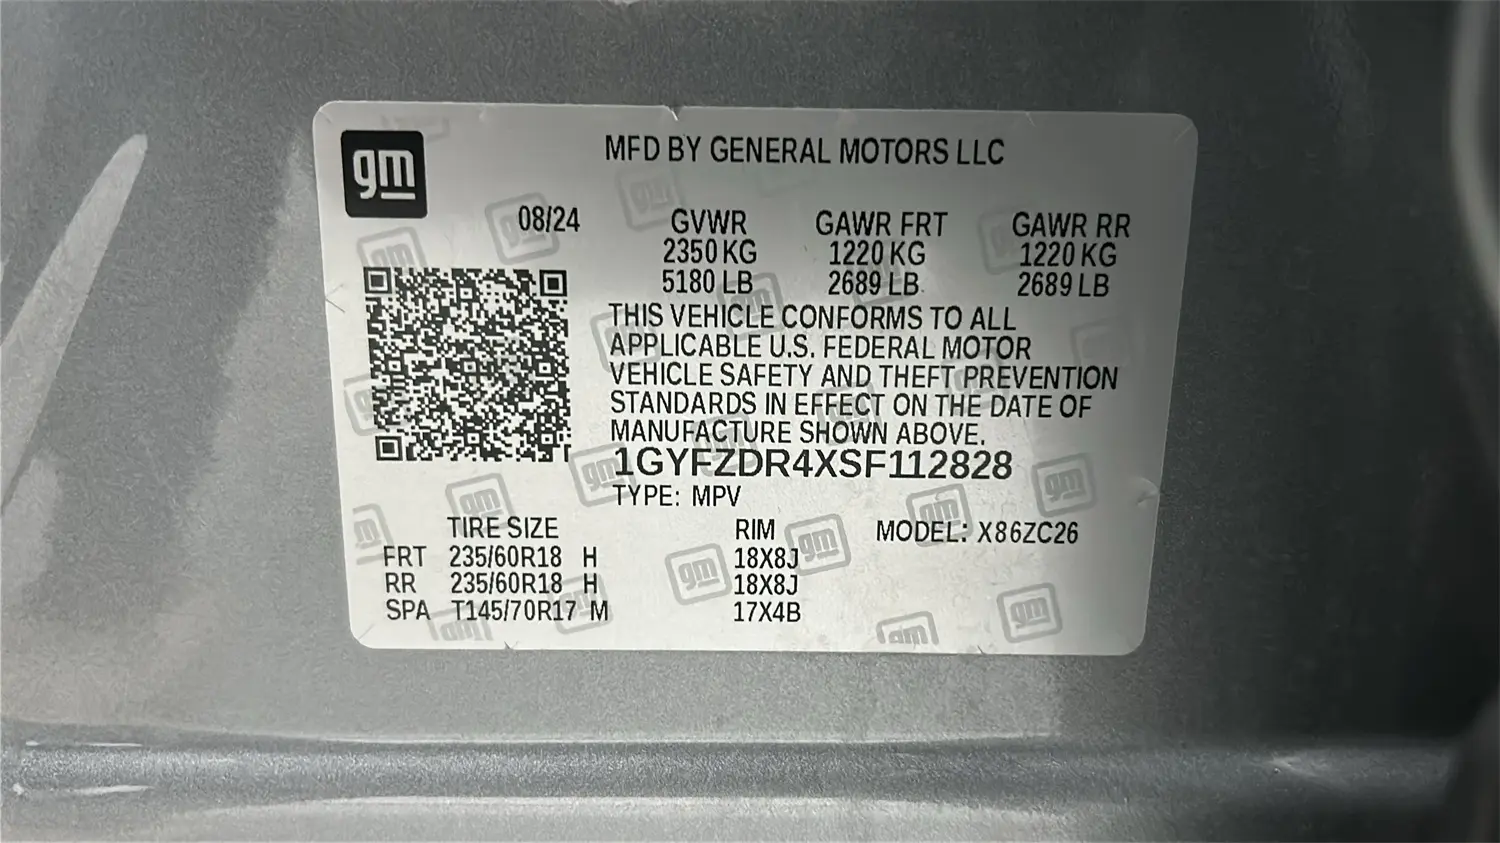 gm
MFD BY GENERAL MOTORS LLC
08/24 GVWR GAWR FRT GAWR RR
2350 KG 1220 KG 1220 KG
5180 LB 2689 LB 2689 LB
THIS VEHICLE CONFORMS TO ALL
APPLICABLE U.S. FEDERAL MOTOR
VEHICLE SAFETY AND THEFT PREVENTION
STANDARDS IN EFFECT ON THE DATE OF
MANUFACTURE SHOWN ABOVE.
1GYFZDR4XSF112828
TYPE: MPV
TIRE SIZE RIM MODEL: X86ZC26
FRT 235/60R18 H 18X8J
RR 235/60R18 H 18X8J
SPA T145/70R17 M 17X4B